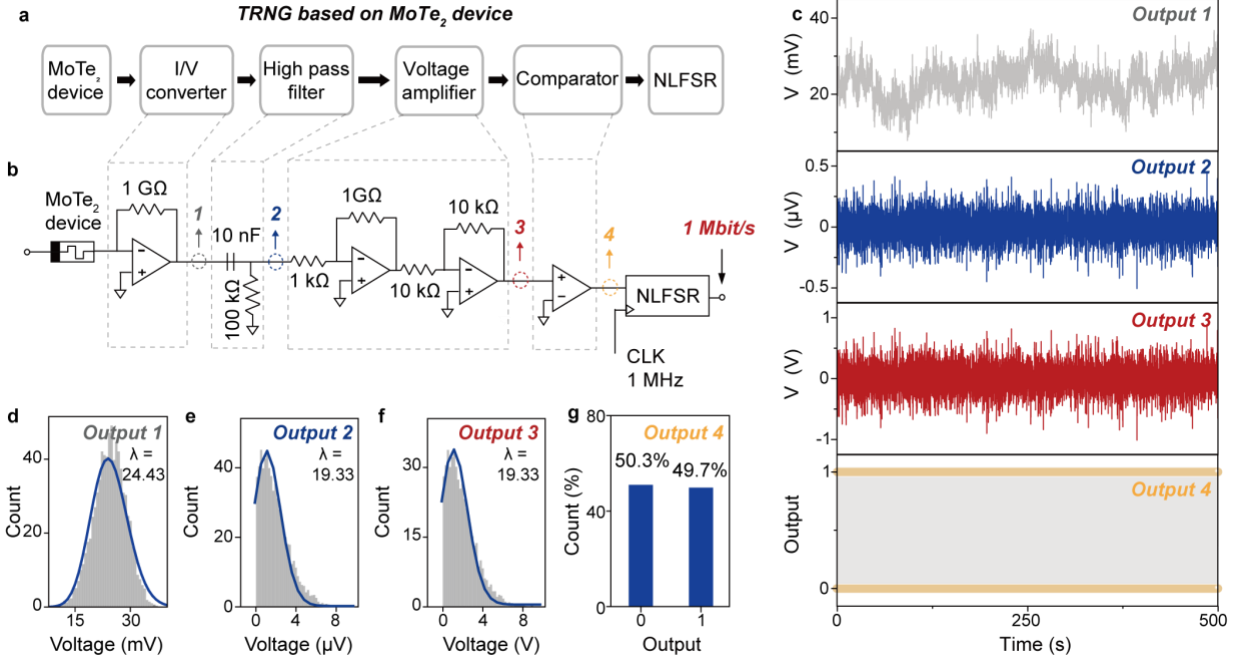 a
TRNG based on MoTe₂ device
MoTe₂
device
I/V
converter
High pass
filter
Voltage
amplifier
Comparator
NLFSR
b
MoTe₂
device
1 GΩ
1
10 nF
2
100 kΩ
1 kΩ
1GΩ
10 kΩ
10 kΩ
3
4
1 Mbit/s
NLFSR
CLK
1 MHz
c
Output 1
V (mV)
40
20
Output 2
V (µV)
0.5
0
-0.5
Output 3
V (V)
1
0
-1
Output 4
Output
1
0
0
250
500
Time (s)
d
Output 1
λ =
24.43
Count
40
20
0
15
30
Voltage (mV)
e
Output 2
λ =
19.33
Count
40
20
0
0
4
8
Voltage (µV)
f
Output 3
λ =
19.33
Count
30
15
0
0
4
8
Voltage (V)
g
Output 4
50.3%
49.7%
Count (%)
80
40
0
0
1
Output